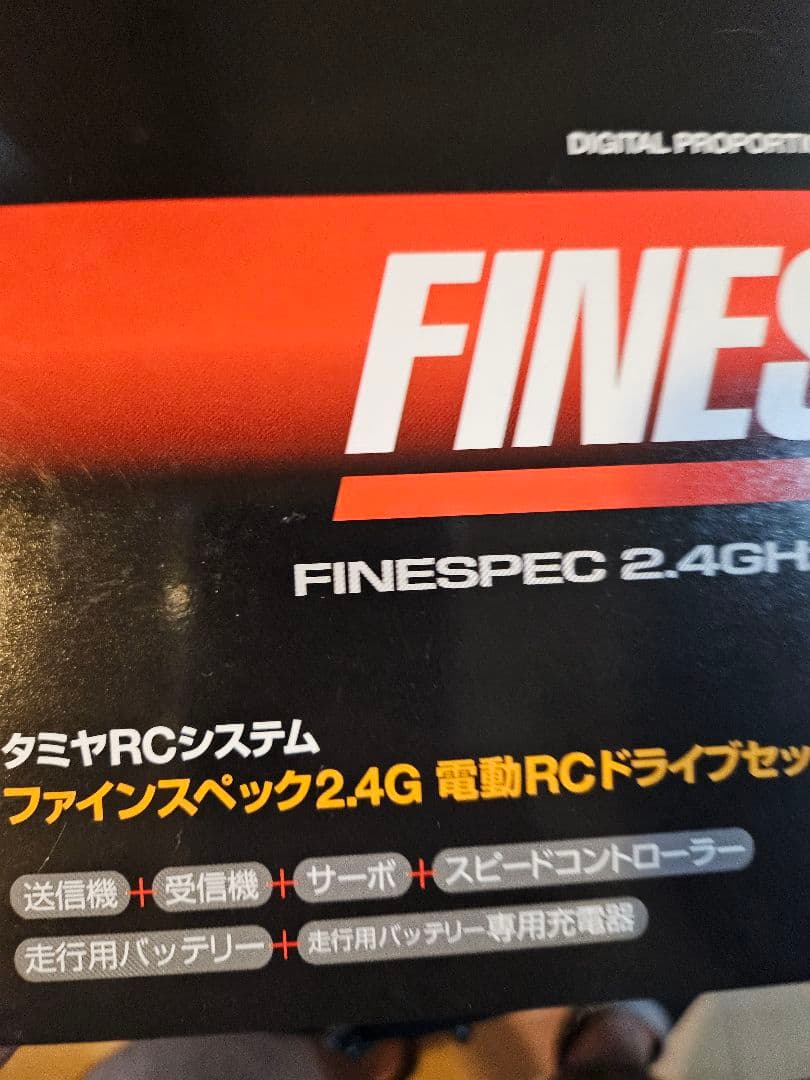 DIGITAL PROPORTI
FINES
FINESPEC 2.4GH
タミヤRCシステム
ファインスペック2.4G 電動RCドライブセッ
送信機+受信機+サーボ+スピードコントローラー
走行用バッテリー+走行用バッテリー専用充電器